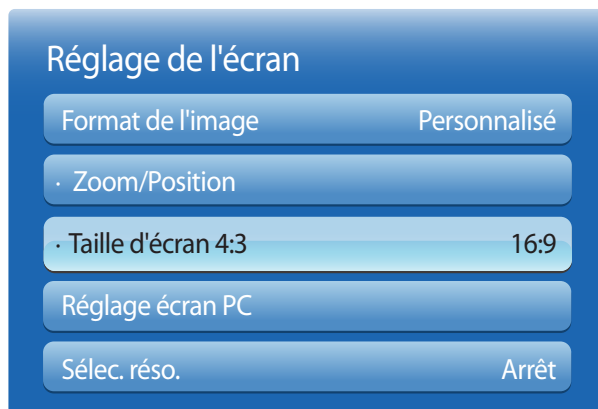 Réglage de l'écran
Format de l'image Personnalisé
· Zoom/Position
· Taille d'écran 4:3 16:9
Réglage écran PC
Sélec. réso. Arrêt